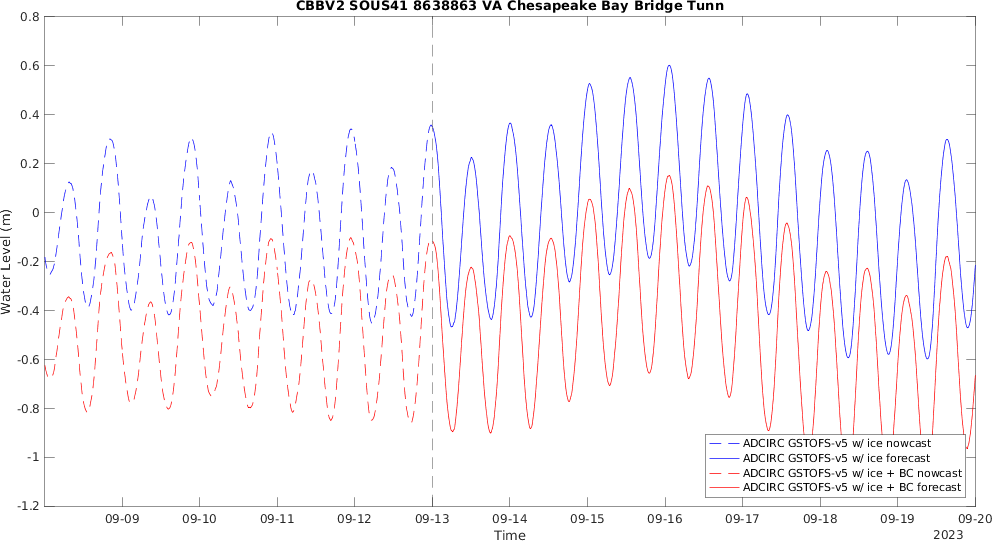 CBBV2 SOUS41 8638863 VA Chesapeake Bay Bridge Tunn
0.8
0.6
0.4
0.2
0
-0.2
-0.4
-0.6
-0.8
-1
-1.2
Water Level (m)
ADCIRC GSTOFS-v5 w/ ice nowcast
ADCIRC GSTOFS-v5 w/ ice forecast
ADCIRC GSTOFS-v5 w/ ice + BC nowcast
ADCIRC GSTOFS-v5 w/ ice + BC forecast
09-09 09-10 09-11 09-12 09-13 09-14 09-15 09-16 09-17 09-18 09-19 09-20
Time
2023